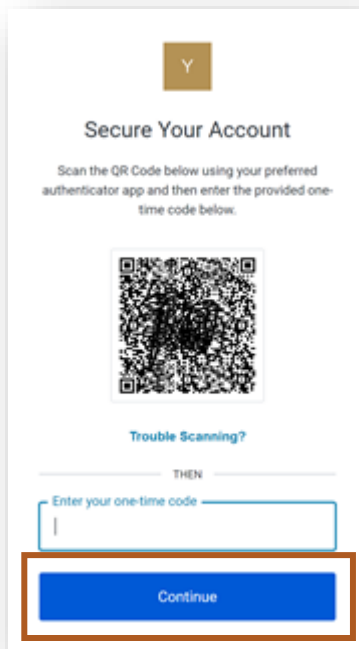 Y
Secure Your Account
Scan the QR Code below using your preferred
authenticator app and then enter the provided one-
time code below.
Trouble Scanning?
THEN
Enter your one-time code
Continue